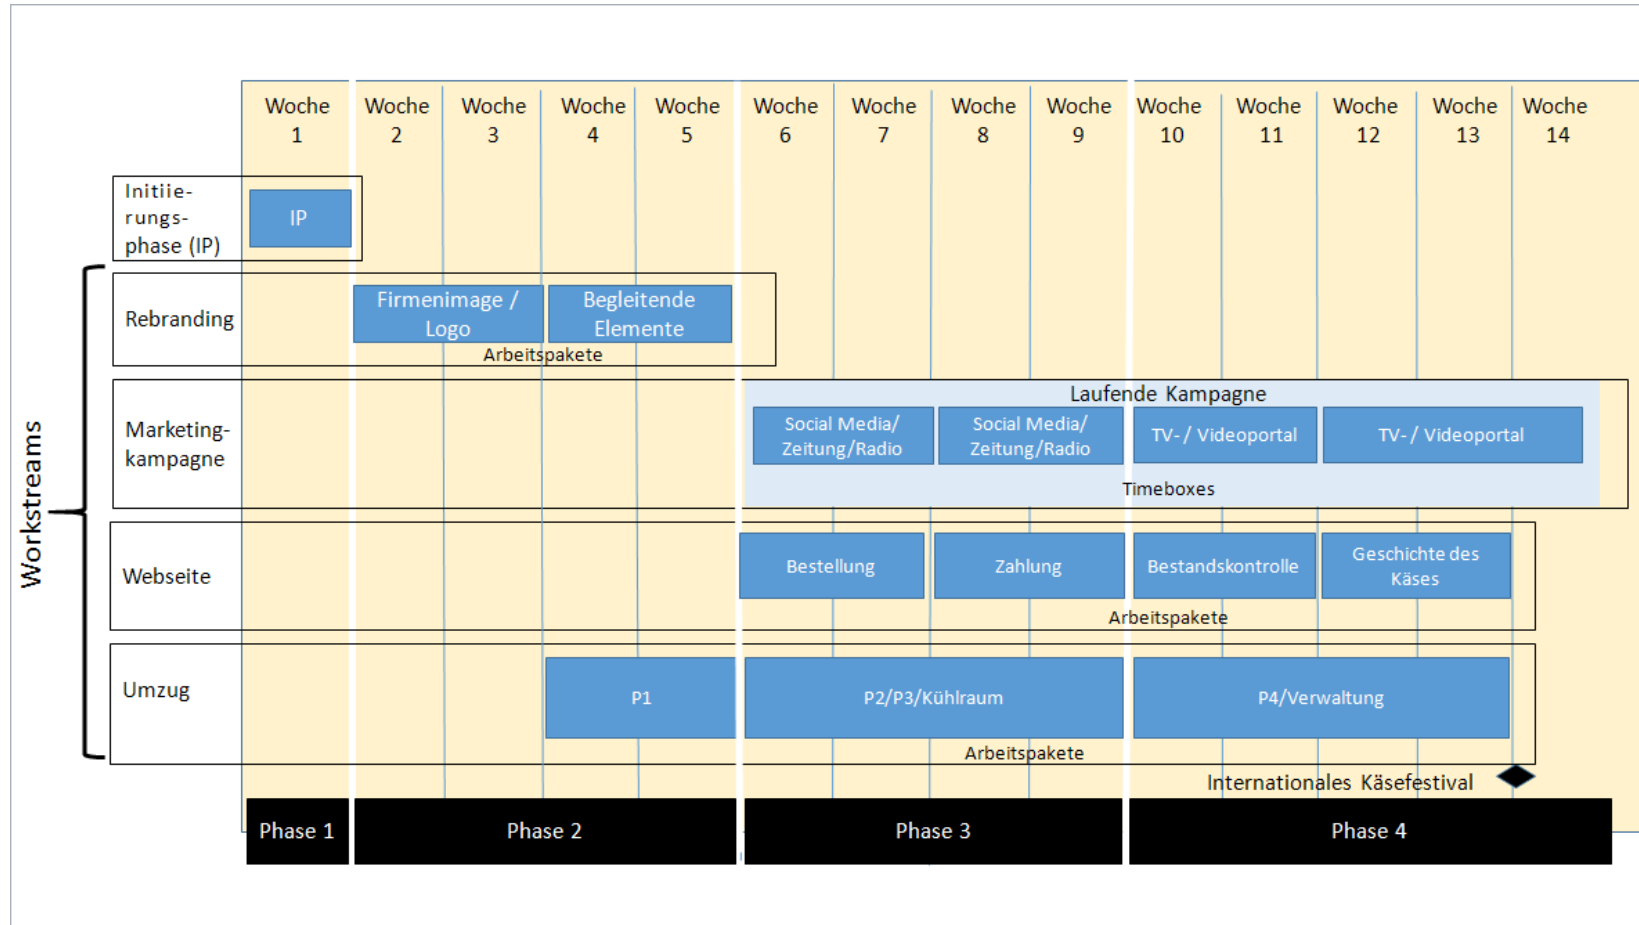 Woche
1
Woche
2
Woche
3
Woche
4
Woche
5
Woche
6
Woche
7
Woche
8
Woche
9
Woche
10
Woche
11
Woche
12
Woche
13
Woche
14
Initiie-
rungs-
phase (IP)
IP
Workstreams
Rebranding
Firmenimage /
Logo
Begleitende
Elemente
Arbeitspakete
Marketing-
kampagne
Laufende Kampagne
Social Media/
Zeitung/Radio
Social Media/
Zeitung/Radio
TV- / Videoportal
TV- / Videoportal
Timeboxes
Webseite
Bestellung
Zahlung
Bestandskontrolle
Geschichte des
Käses
Arbeitspakete
Umzug
P1
P2/P3/Kühlraum
P4/Verwaltung
Arbeitspakete
Internationales Käsefestival
Phase 1
Phase 2
Phase 3
Phase 4